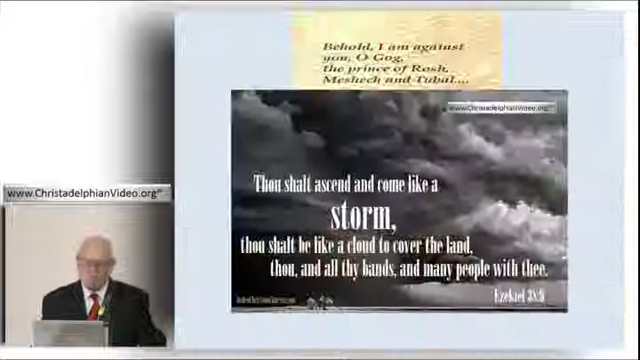 Behold, I am against
you, O Gog,
the prince of Rosh,
Meshech and Tubal....
www.ChristadelphianVideo.org
Thou shalt ascend and come like a
storm,
thou shalt be like a cloud to cover the land,
thou, and all thy bands, and many people with thee.
Ezekiel 38:9
www.ChristadelphianVideo.org